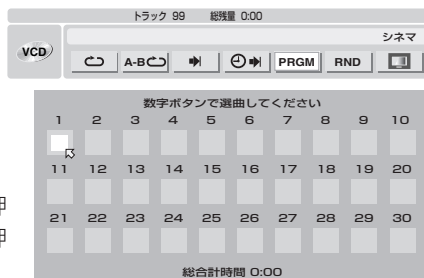 トラック 99 総残量 0:00
シネマ
VCD
A-B PRGM RND
数字ボタンで選曲してください
1 2 3 4 5 6 7 8 9 10
11 12 13 14 15 16 17 18 19 20
21 22 23 24 25 26 27 28 29 30
押
押
総合計時間 0:00